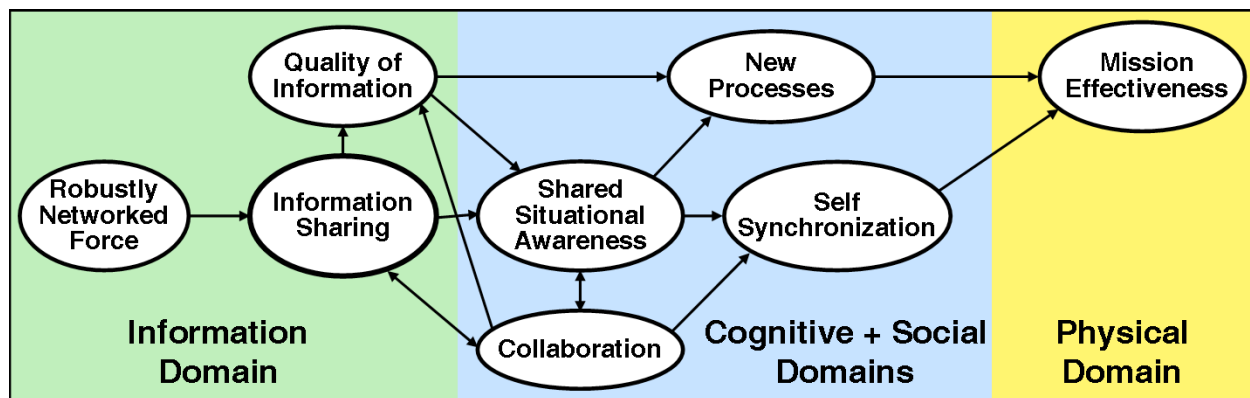 Quality of
Information
New
Processes
Mission
Effectiveness
Robustly
Networked
Force
Information
Sharing
Shared
Situational
Awareness
Self
Synchronization
Collaboration
Information
Domain
Cognitive + Social
Domains
Physical
Domain